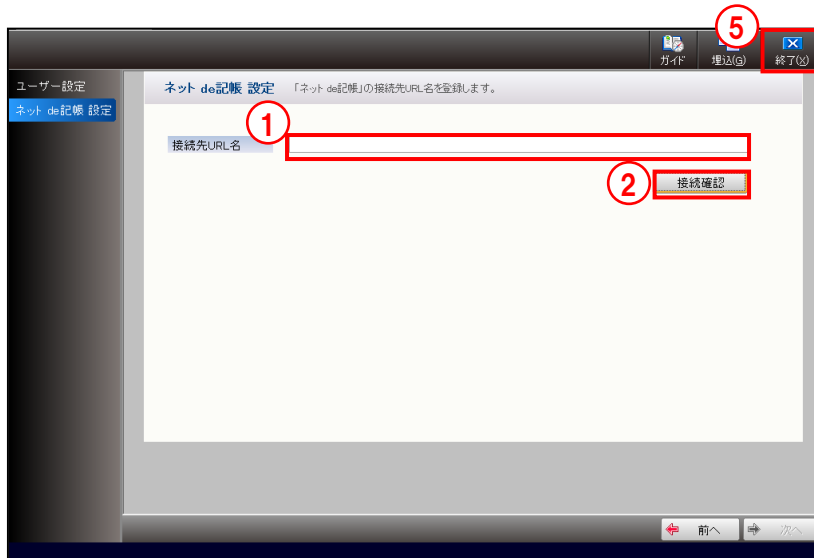 ⑤
ガイド
埋込(G)
終了(X)
ユーザー設定
ネット de記帳 設定
ネット de記帳 設定 「ネット de記帳」の接続先URL名を登録します。
①
接続先URL名
②
接続確認
前へ
次へ